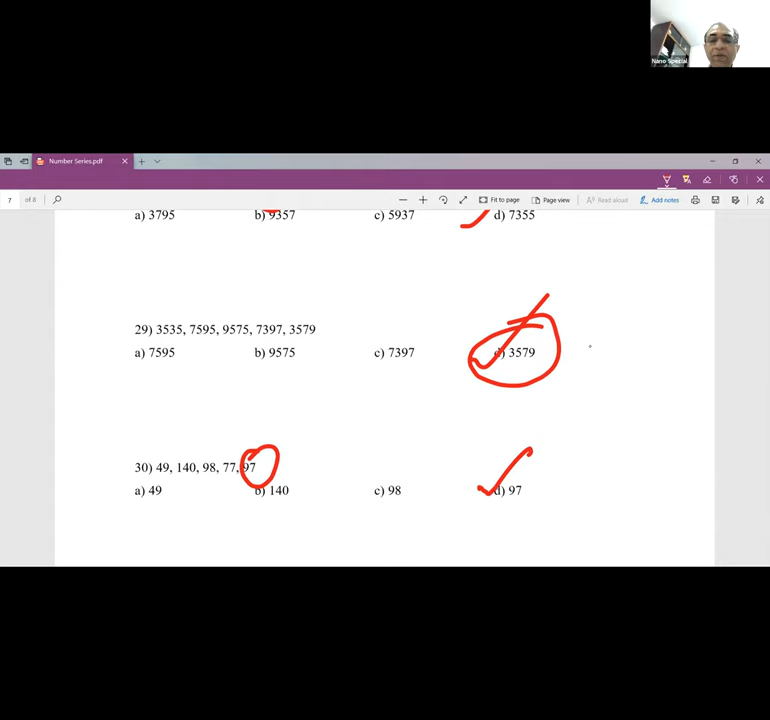 Nano Special
Number Series.pdf
7 of 8 Fit to page Page view Read aloud Add notes
a) 3795 b) 9357 c) 5937 d) 7355
29) 3535, 7595, 9575, 7397, 3579
a) 7595 b) 9575 c) 7397 d) 3579
30) 49, 140, 98, 77, 97
a) 49 b) 140 c) 98 d) 97